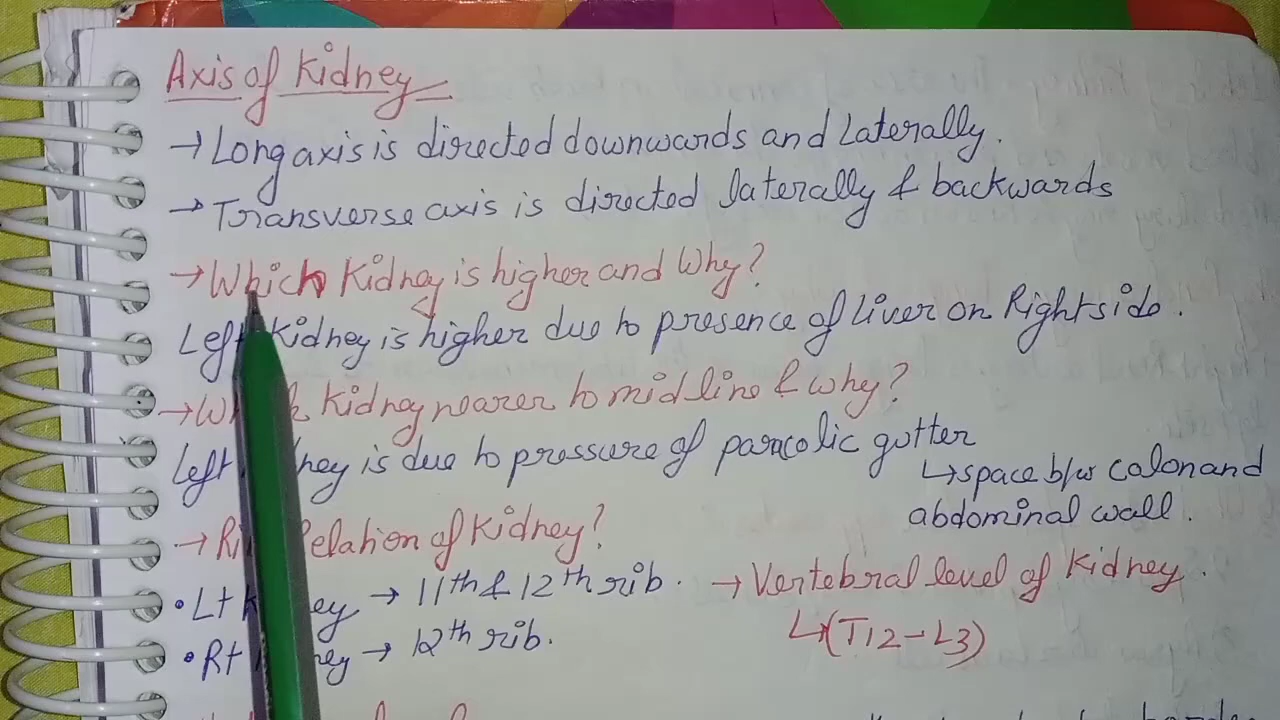 Axis of Kidney
→ Long axis is directed downwards and Laterally.
→ Transverse axis is directed laterally & backwards
→ Which Kidney is higher and Why?
Left Kidney is higher due to presence of liver on Right side.
→ Kidney nearer to midline & why?
Left is due to pressure of paracolic gutter
↳ space b/w colon and
abdominal wall.
→ Relation of Kidney?
• Lt → 11th & 12th rib.
• Rt → 12th rib.
→ Vertebral level of Kidney.
↳ (T12-L3)